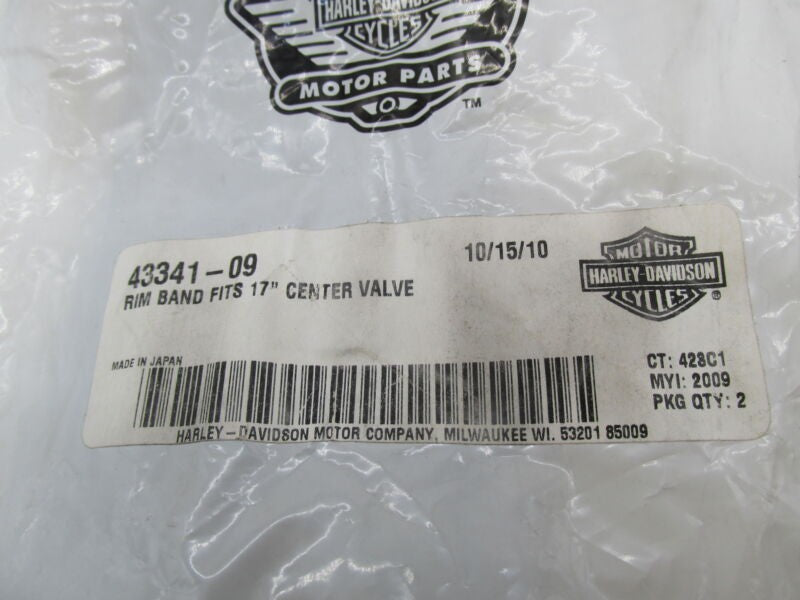 HARLEY-DAVIDSON
CYCLES
MOTOR PARTS
TM
43341-09
10/15/10
RIM BAND FITS 17" CENTER VALVE
MOTOR
HARLEY-DAVIDSON
CYCLES
®
MADE IN JAPAN
CT: 428C1
MYI: 2009
PKG QTY: 2
HARLEY-DAVIDSON MOTOR COMPANY, MILWAUKEE WI. 53201 85009